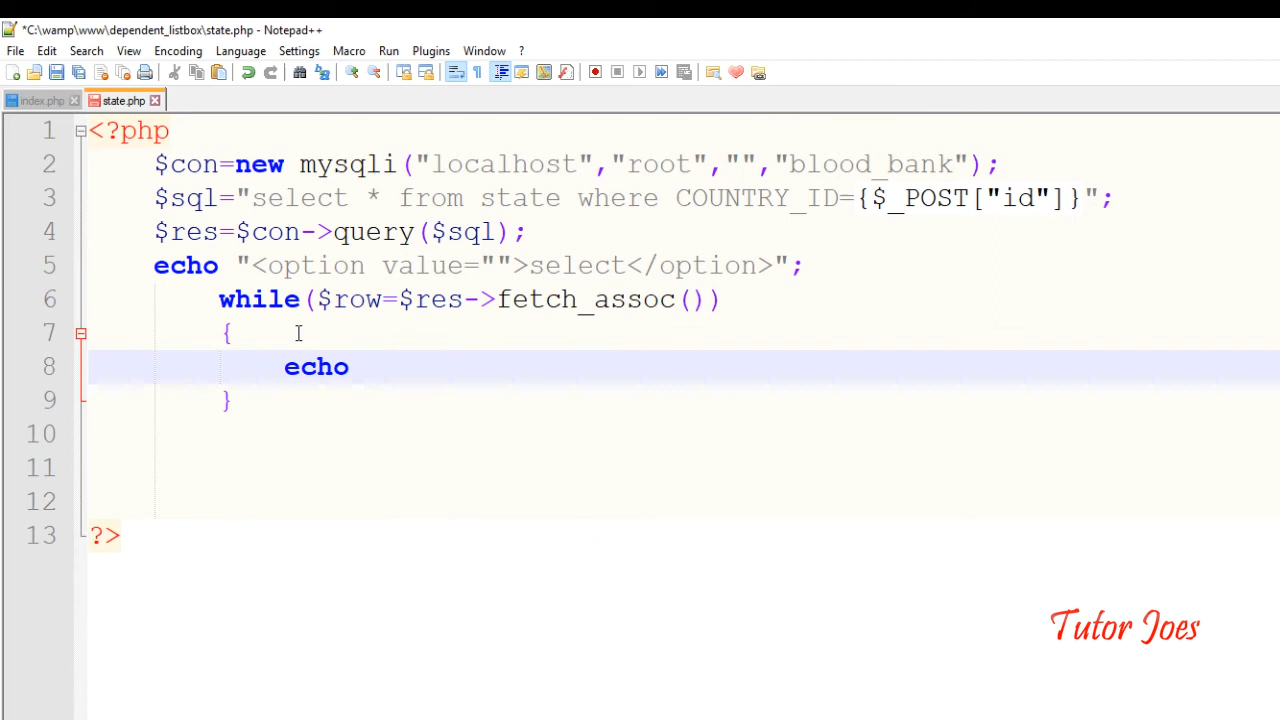 *C:\wamp\www\dependent_listbox\state.php - Notepad++
File Edit Search View Encoding Language Settings Macro Run Plugins Window ?
index.php state.php
1 <?php
2 $con=new mysqli("localhost","root","","blood_bank");
3 $sql="select * from state where COUNTRY_ID={$_POST["id"]}";
4 $res=$con->query($sql);
5 echo "<option value="">select</option>";
6 while($row=$res->fetch_assoc())
7 {
8 echo
9 }
10
11
12
13 ?>
Tutor Joes